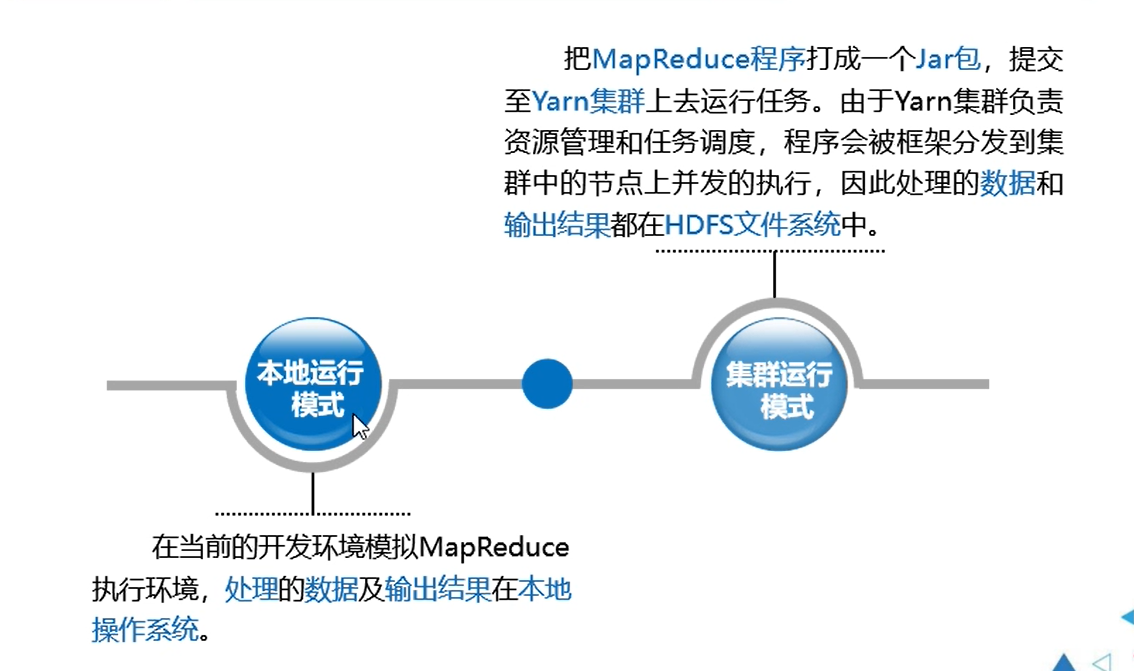 把MapReduce程序打成一个Jar包，提交
至Yarn集群上去运行任务。由于Yarn集群负责
资源管理和任务调度，程序会被框架分发到集
群中的节点上并发的执行，因此处理的数据和
输出结果都在HDFS文件系统中。
本地运行
模式
集群运行
模式
在当前的开发环境模拟MapReduce
执行环境，处理的数据及输出结果在本地
操作系统。